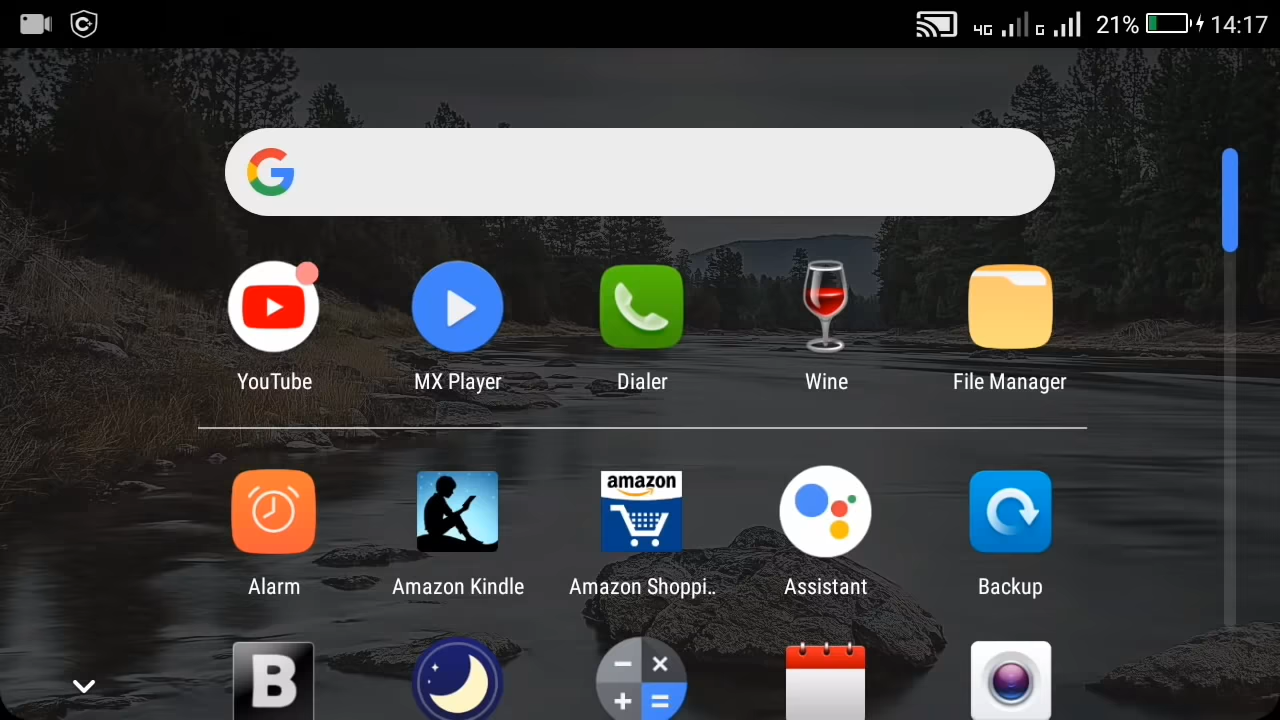 4G G 21% 14:17
YouTube MX Player Dialer Wine File Manager
amazon
Alarm Amazon Kindle Amazon Shoppi.. Assistant Backup
B